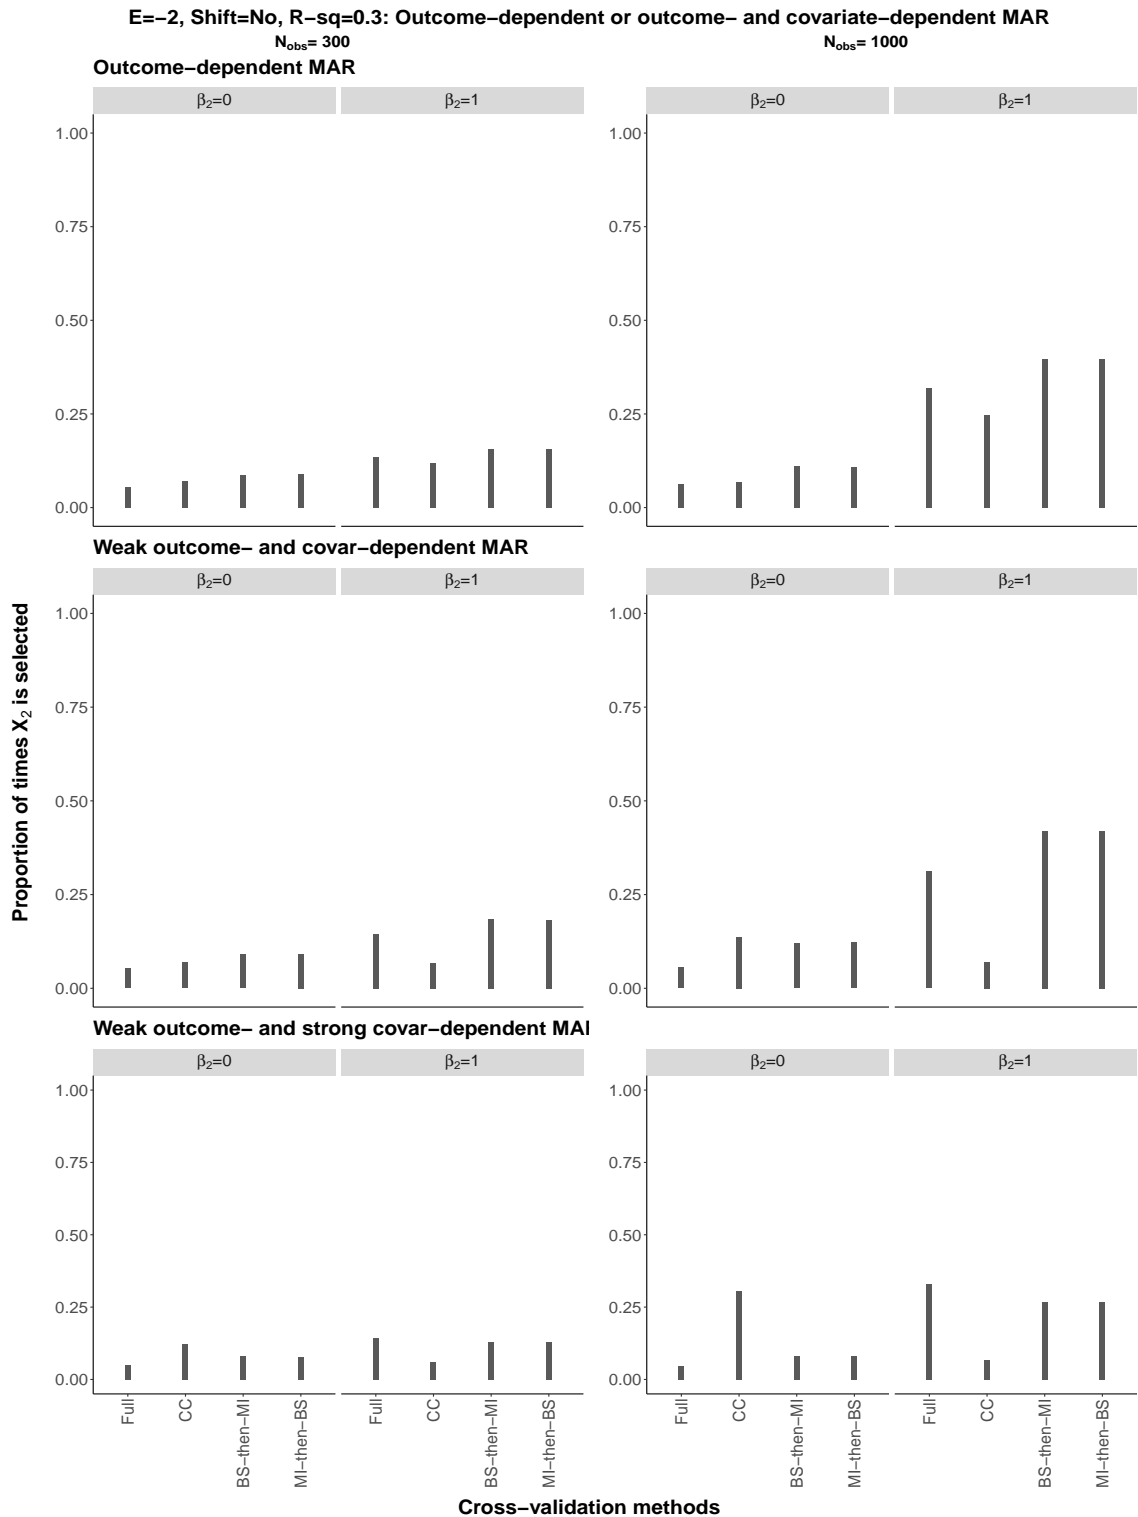 E=−2, Shift=No, R−sq=0.3: Outcome−dependent or outcome− and covariate−dependent MAR
Nobs= 300
Nobs= 1000
Outcome−dependent MAR
β2=0
β2=1
β2=0
β2=1
1.00
0.75
0.50
0.25
0.00
1.00
0.75
0.50
0.25
0.00
Weak outcome− and covar−dependent MAR
β2=0
β2=1
β2=0
β2=1
1.00
0.75
0.50
0.25
0.00
1.00
0.75
0.50
0.25
0.00
Proportion of times X2 is selected
Weak outcome− and strong covar−dependent MAI
β2=0
β2=1
β2=0
β2=1
1.00
0.75
0.50
0.25
0.00
1.00
0.75
0.50
0.25
0.00
Full
CC
BS−then−MI
MI−then−BS
Full
CC
BS−then−MI
MI−then−BS
Full
CC
BS−then−MI
MI−then−BS
Full
CC
BS−then−MI
MI−then−BS
Cross−validation methods